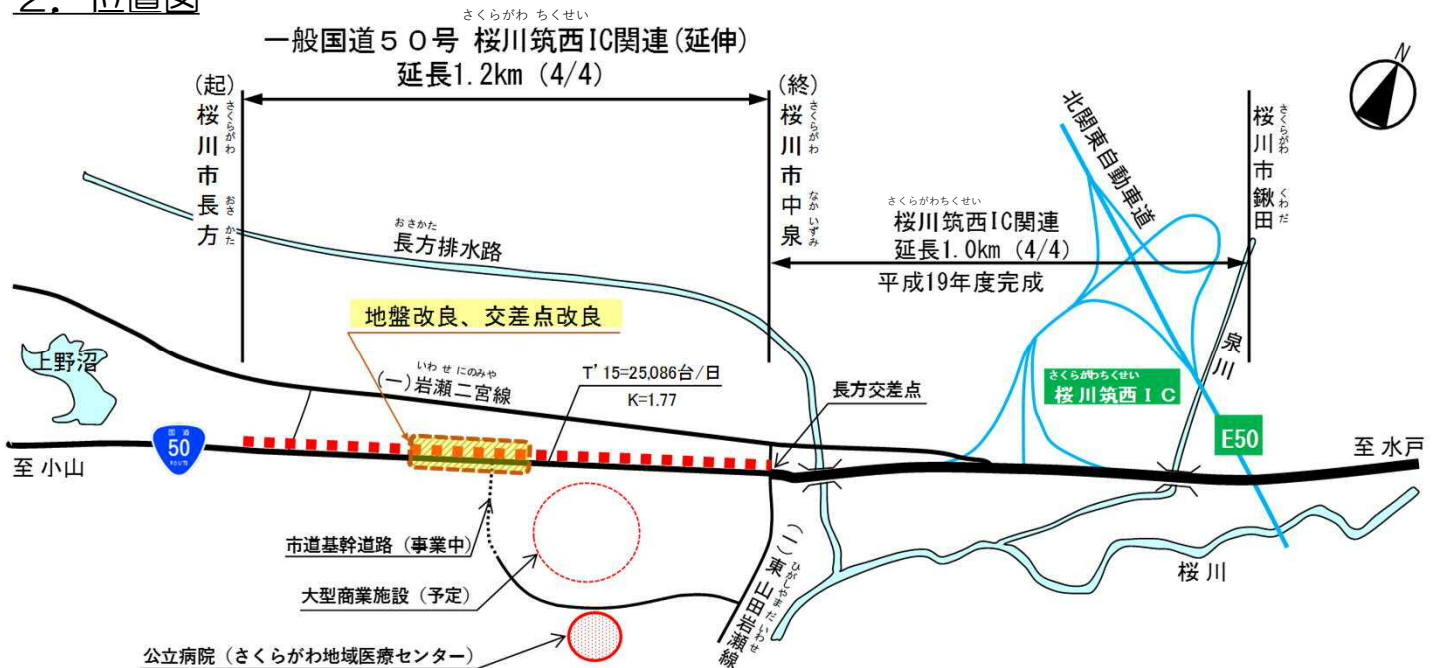 ２．位置図
さくらがわ ちくせい
一般国道５０号 桜川筑西IC関連(延伸)
延長1.2km (4/4)
N
(起)
桜川市長方
さくらがわ
おさかた
(終)
桜川市中泉
さくらがわ
なかいずみ
北関東自動車道
桜川市鍬田
さくらがわ
くわだ
さくらがわちくせい
桜川筑西IC関連
延長1.0km (4/4)
平成19年度完成
おさかた
長方排水路
地盤改良、交差点改良
上野沼
いわせ にのみや
(一)岩瀬二宮線
T' 15=25,086台/日
K=1.77
長方交差点
さくらがわちくせい
桜川筑西ＩＣ
泉川
E50
国道
50
ROUTE
至 小山
至 水戸
市道基幹道路（事業中）
大型商業施設（予定）
公立病院（さくらがわ地域医療センター）
(一)東山田岩瀬線
ひがしやまだ いわせ
桜川